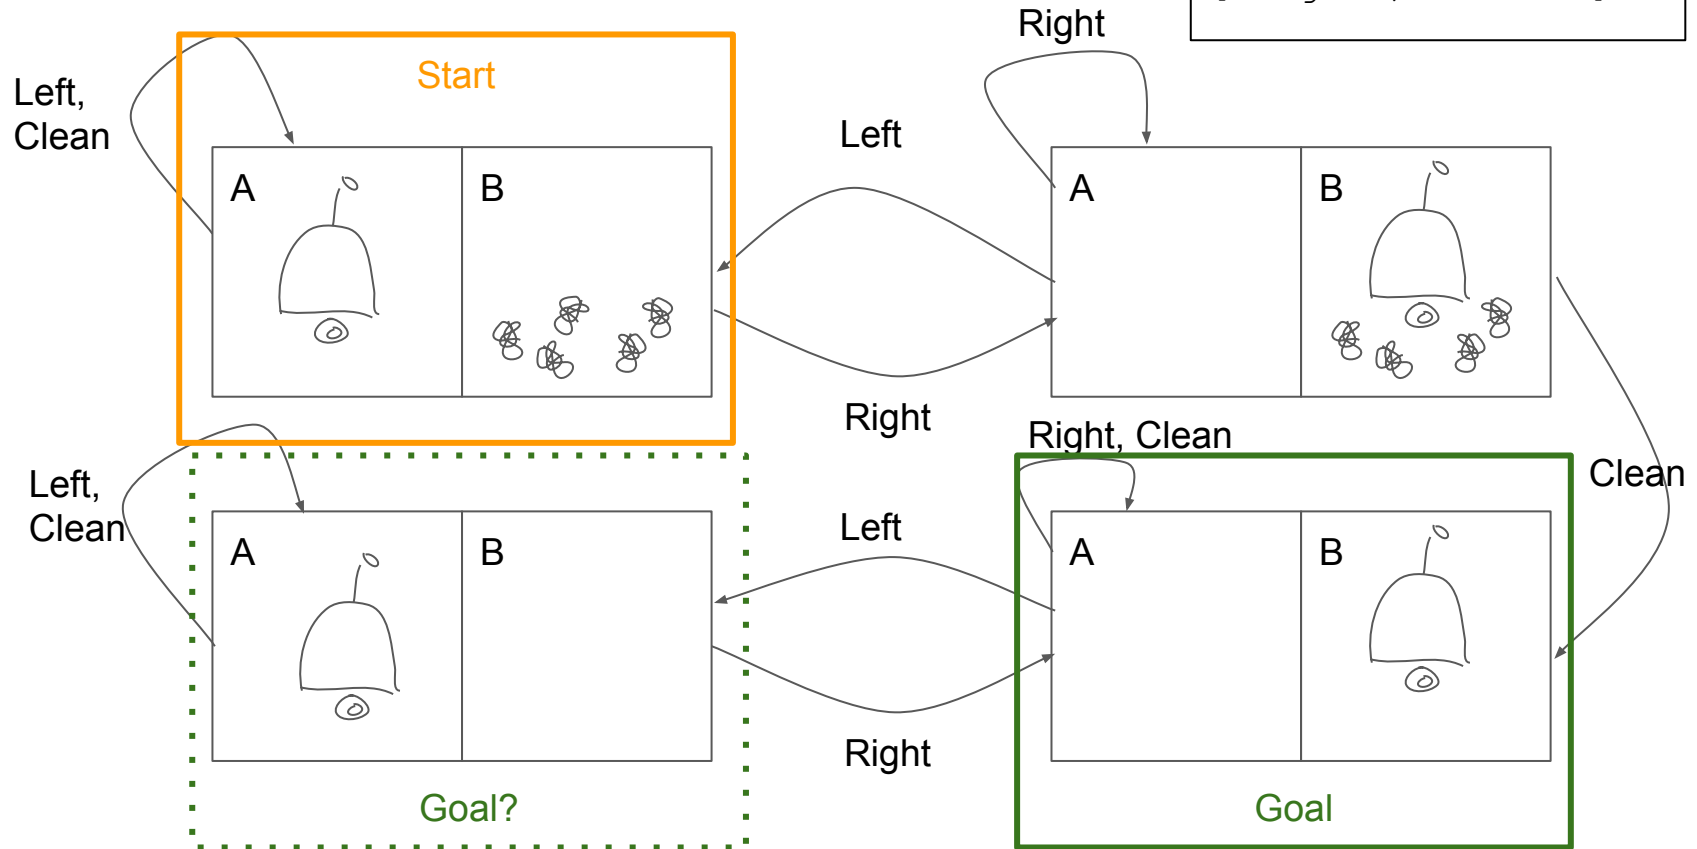 Right
Start
Left,
Clean
Left
A
B
A
B
Right
Right, Clean
Left,
Clean
Clean
Left
A
B
A
B
Right
Goal?
Goal